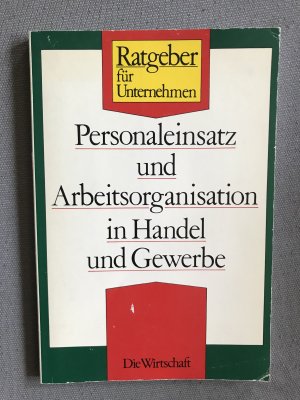 Ratgeber
für
Unternehmen
Personaleinsatz
und
Arbeitsorganisation
in Handel
und Gewerbe
Die Wirtschaft